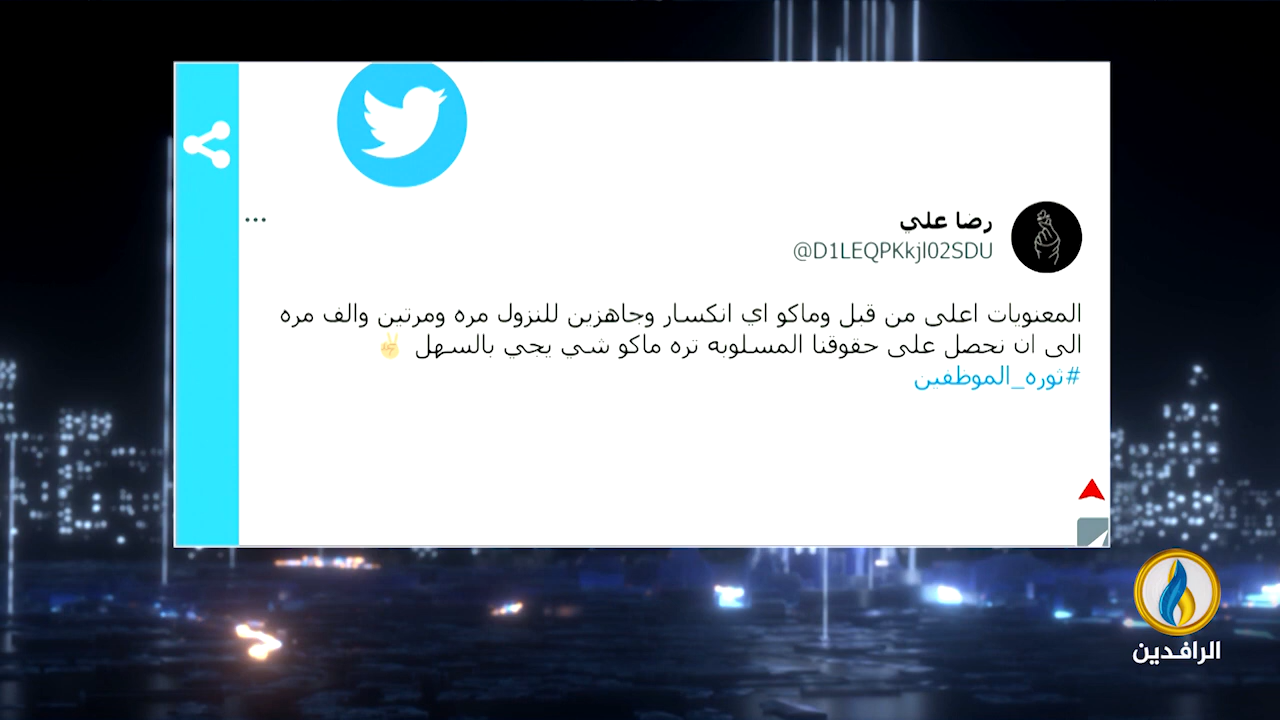 رضا علي
@D1LEQPKkjl02SDU
المعنويات اعلى من قبل وماكو اي انكسار وجاهزين للنزول مره ومرتين والف مره
الى ان نحصل على حقوقنا المسلوبه تره ماكو شي يجي بالسهل ✌
#ثوره_الموظفين
الرافدين